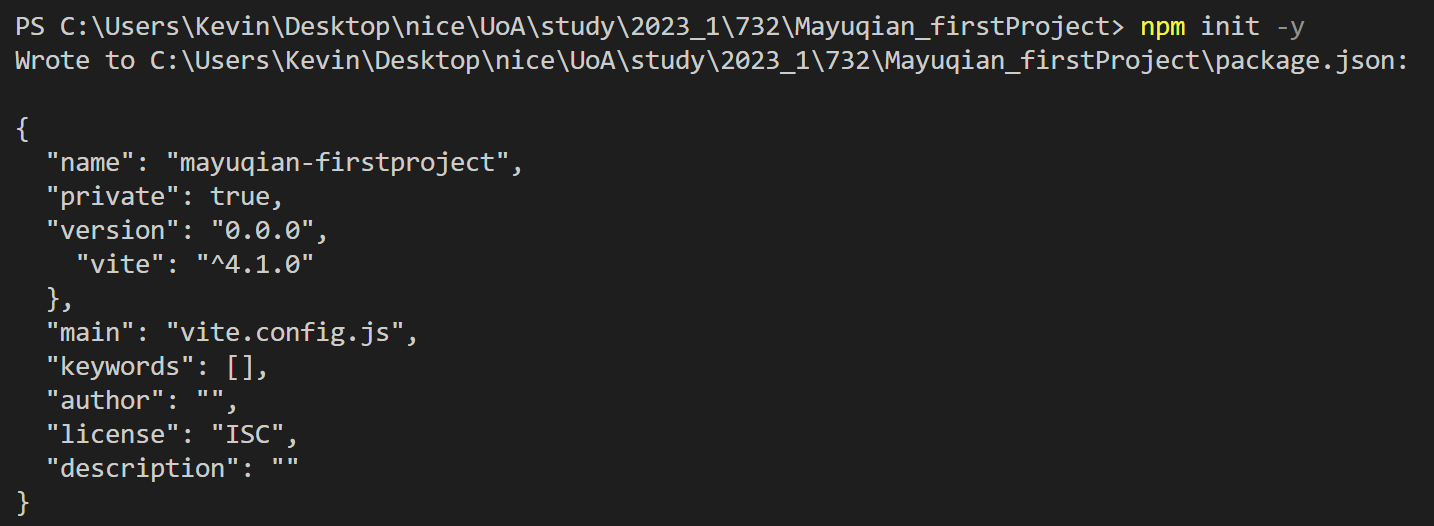 PS C:\Users\Kevin\Desktop\nice\UoA\study\2023_1\732\Mayuqian_firstProject> npm init -y
Wrote to C:\Users\Kevin\Desktop\nice\UoA\study\2023_1\732\Mayuqian_firstProject\package.json:

{
  "name": "mayuqian-firstproject",
  "private": true,
  "version": "0.0.0",
    "vite": "^4.1.0"
  },
  "main": "vite.config.js",
  "keywords": [],
  "author": "",
  "license": "ISC",
  "description": ""
}